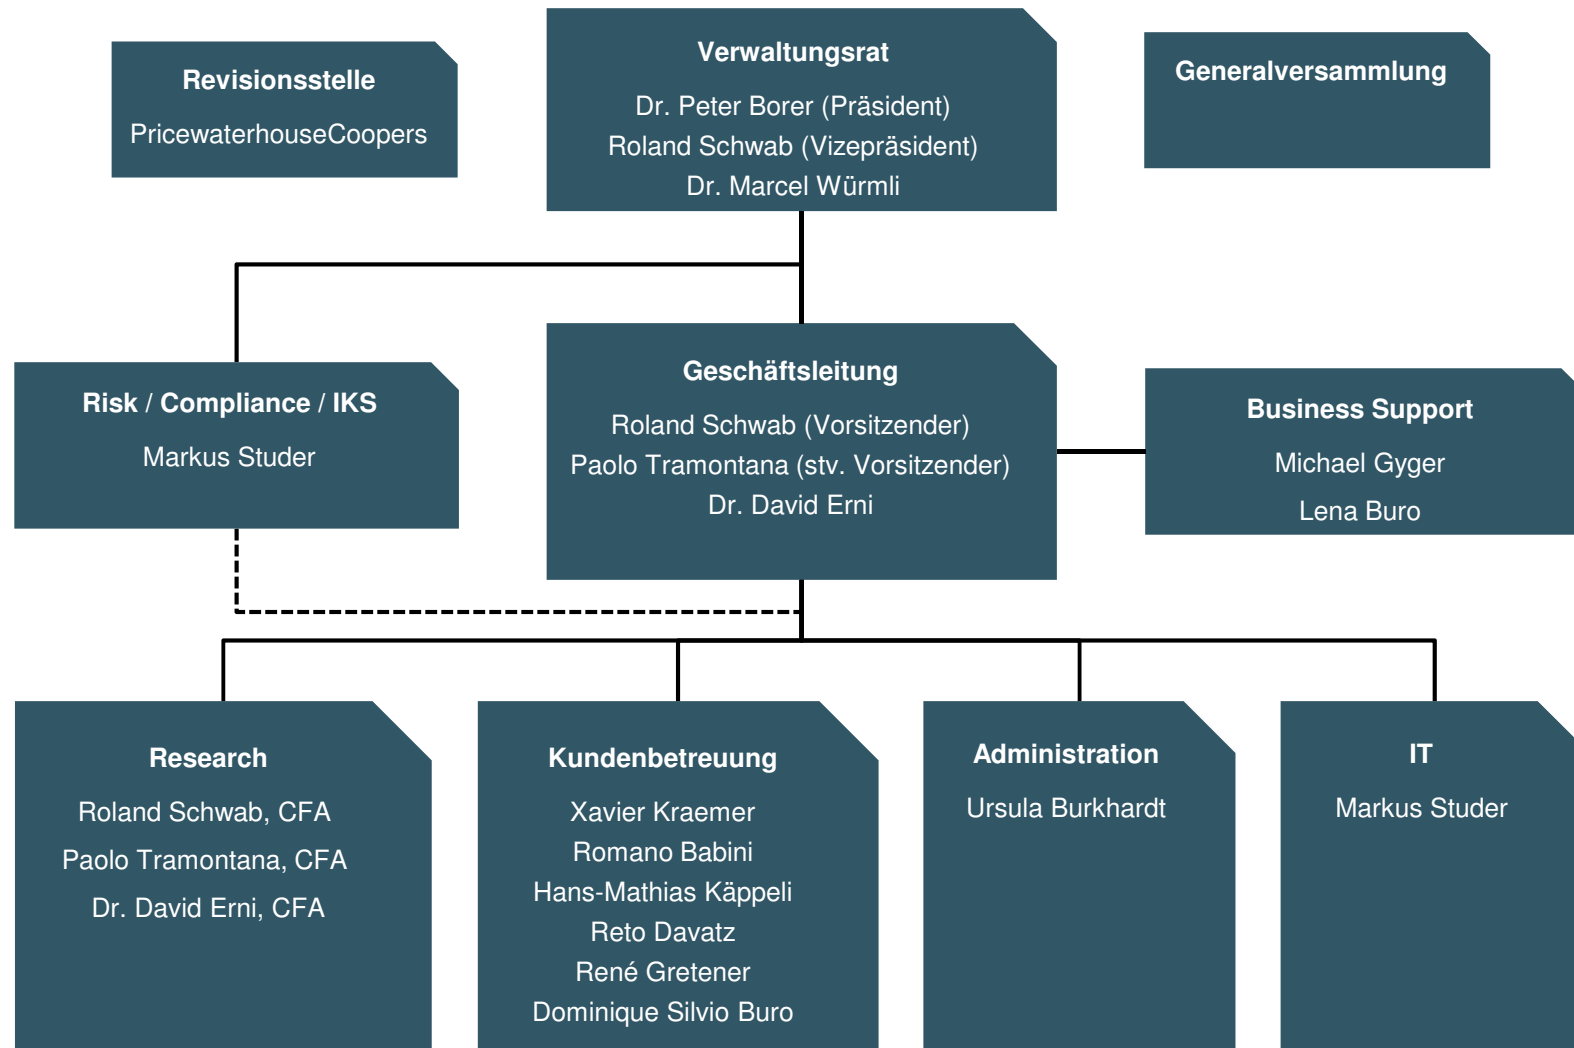 Revisionsstelle
PricewaterhouseCoopers
Verwaltungsrat
Dr. Peter Borer (Präsident)
Roland Schwab (Vizepräsident)
Dr. Marcel Würmli
Generalversammlung
Risk / Compliance / IKS
Markus Studer
Geschäftsleitung
Roland Schwab (Vorsitzender)
Paolo Tramontana (stv. Vorsitzender)
Dr. David Erni
Business Support
Michael Gyger
Lena Buro
Research
Roland Schwab, CFA
Paolo Tramontana, CFA
Dr. David Erni, CFA
Kundenbetreuung
Xavier Kraemer
Romano Babini
Hans-Mathias Käppeli
Reto Davatz
René Gretener
Dominique Silvio Buro
Administration
Ursula Burkhardt
IT
Markus Studer